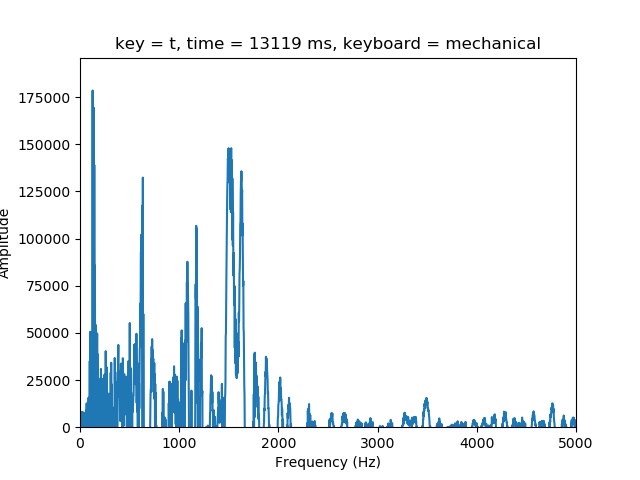 key = t, time = 13119 ms, keyboard = mechanical
175000
150000
125000
100000
75000
50000
25000
0
Amplitude
0 1000 2000 3000 4000 5000
Frequency (Hz)